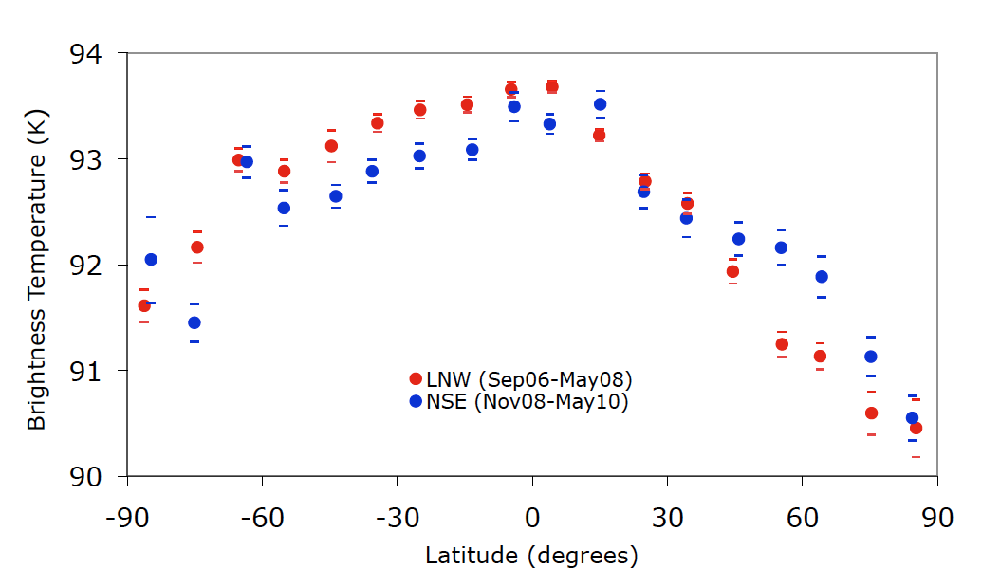 94
93
92
91
90
Brightness Temperature (K)
LNW (Sep06-May08)
NSE (Nov08-May10)
-90 -60 -30 0 30 60 90
Latitude (degrees)